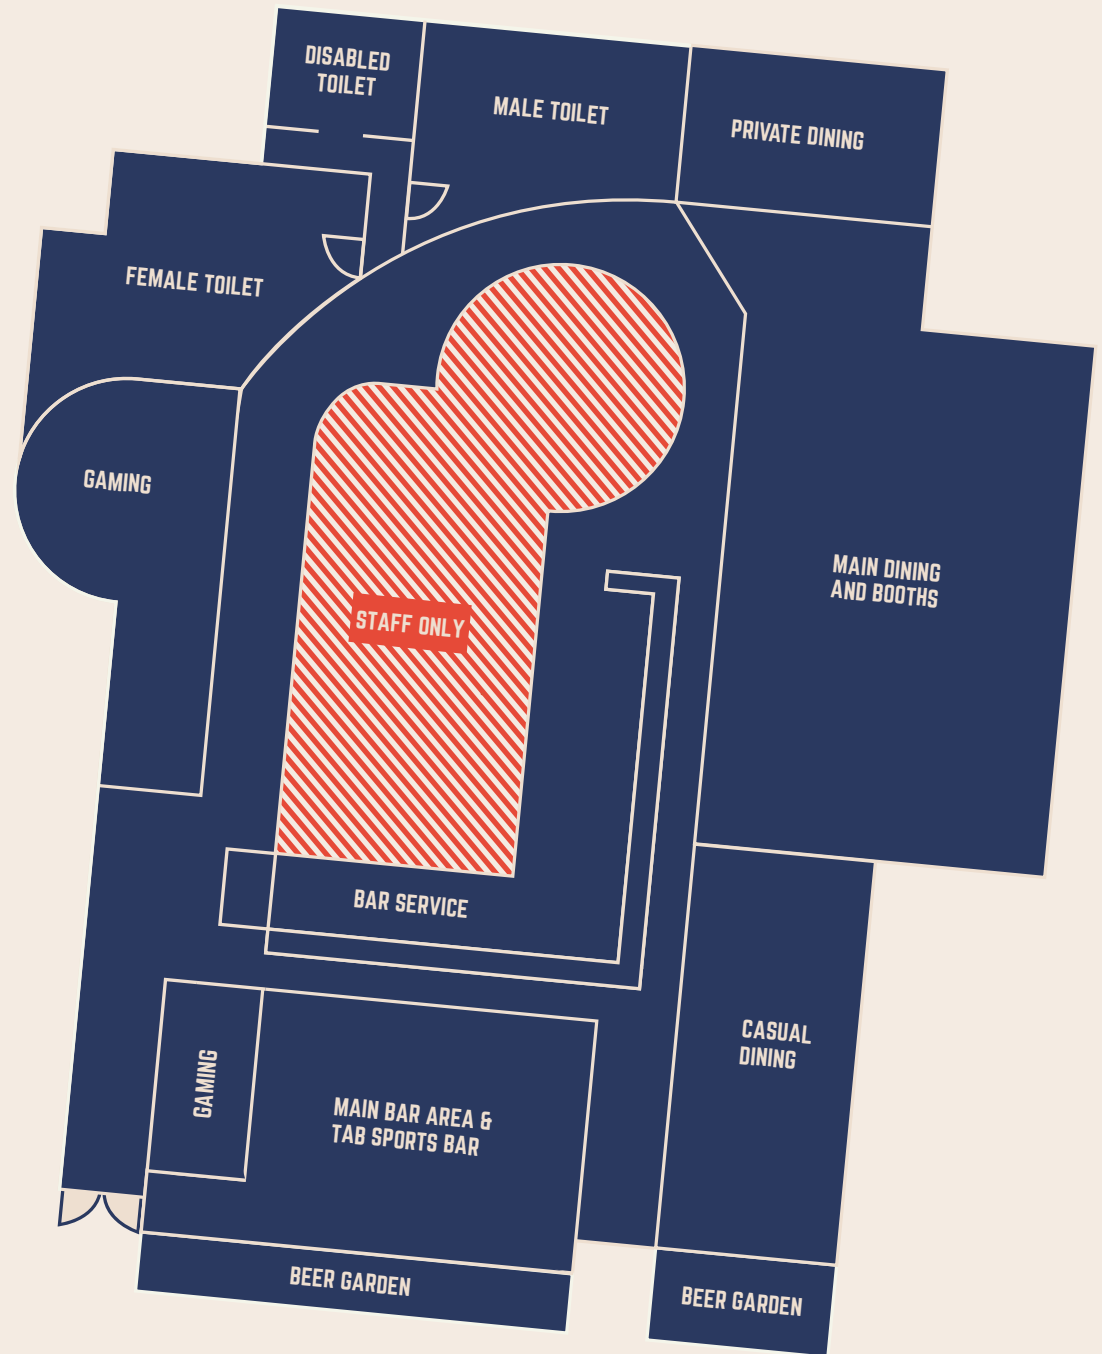 DISABLED
TOILET
MALE TOILET
PRIVATE DINING
FEMALE TOILET
GAMING
MAIN DINING
AND BOOTHS
STAFF ONLY
BAR SERVICE
CASUAL
DINING
GAMING
MAIN BAR AREA &
TAB SPORTS BAR
BEER GARDEN
BEER GARDEN